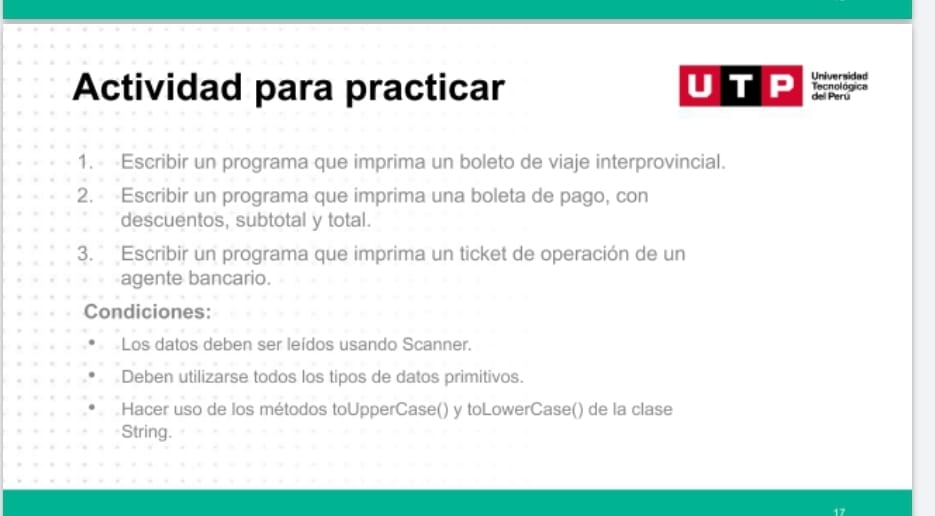 Actividad para practicar
UTP
Universidad
Tecnológica
del Perú
1. Escribir un programa que imprima un boleto de viaje interprovincial.
2. Escribir un programa que imprima una boleta de pago, con
descuentos, subtotal y total.
3. Escribir un programa que imprima un ticket de operación de un
agente bancario.
Condiciones:
• Los datos deben ser leídos usando Scanner.
• Deben utilizarse todos los tipos de datos primitivos.
• Hacer uso de los métodos toUpperCase() y toLowerCase() de la clase
String.
17